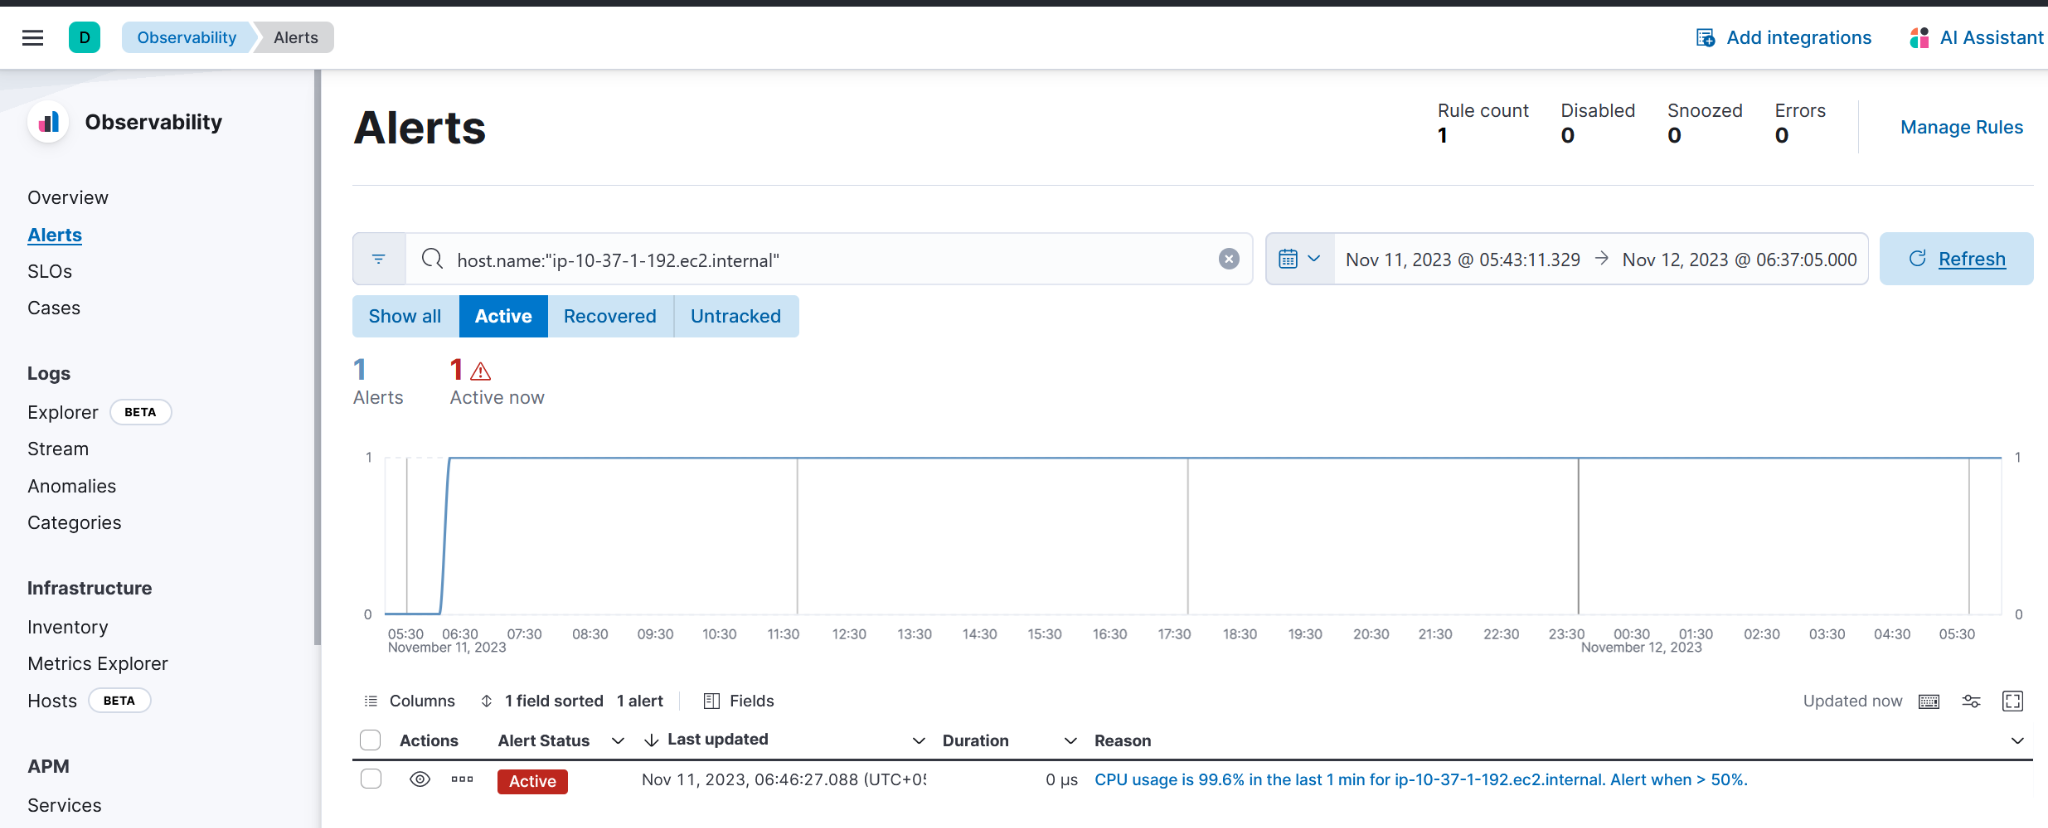 D Observability Alerts Add integrations AI Assistant
Observability
Overview
Alerts
SLOs
Cases
Logs
Explorer BETA
Stream
Anomalies
Categories
Infrastructure
Inventory
Metrics Explorer
Hosts BETA
APM
Services
Alerts
Rule count Disabled Snoozed Errors
1 0 0 0
Manage Rules
host.name:"ip-10-37-1-192.ec2.internal" Nov 11, 2023 @ 05:43:11.329 → Nov 12, 2023 @ 06:37:05.000 Refresh
Show all Active Recovered Untracked
1 1
Alerts Active now
1 1
0 0
05:30 06:30 07:30 08:30 09:30 10:30 11:30 12:30 13:30 14:30 15:30 16:30 17:30 18:30 19:30 20:30 21:30 22:30 23:30 00:30 01:30 02:30 03:30 04:30 05:30
November 11, 2023 November 12, 2023
Columns 1 field sorted 1 alert Fields Updated now
Actions Alert Status Last updated Duration Reason
Active Nov 11, 2023, 06:46:27.088 (UTC+05 0 μs CPU usage is 99.6% in the last 1 min for ip-10-37-1-192.ec2.internal. Alert when > 50%.